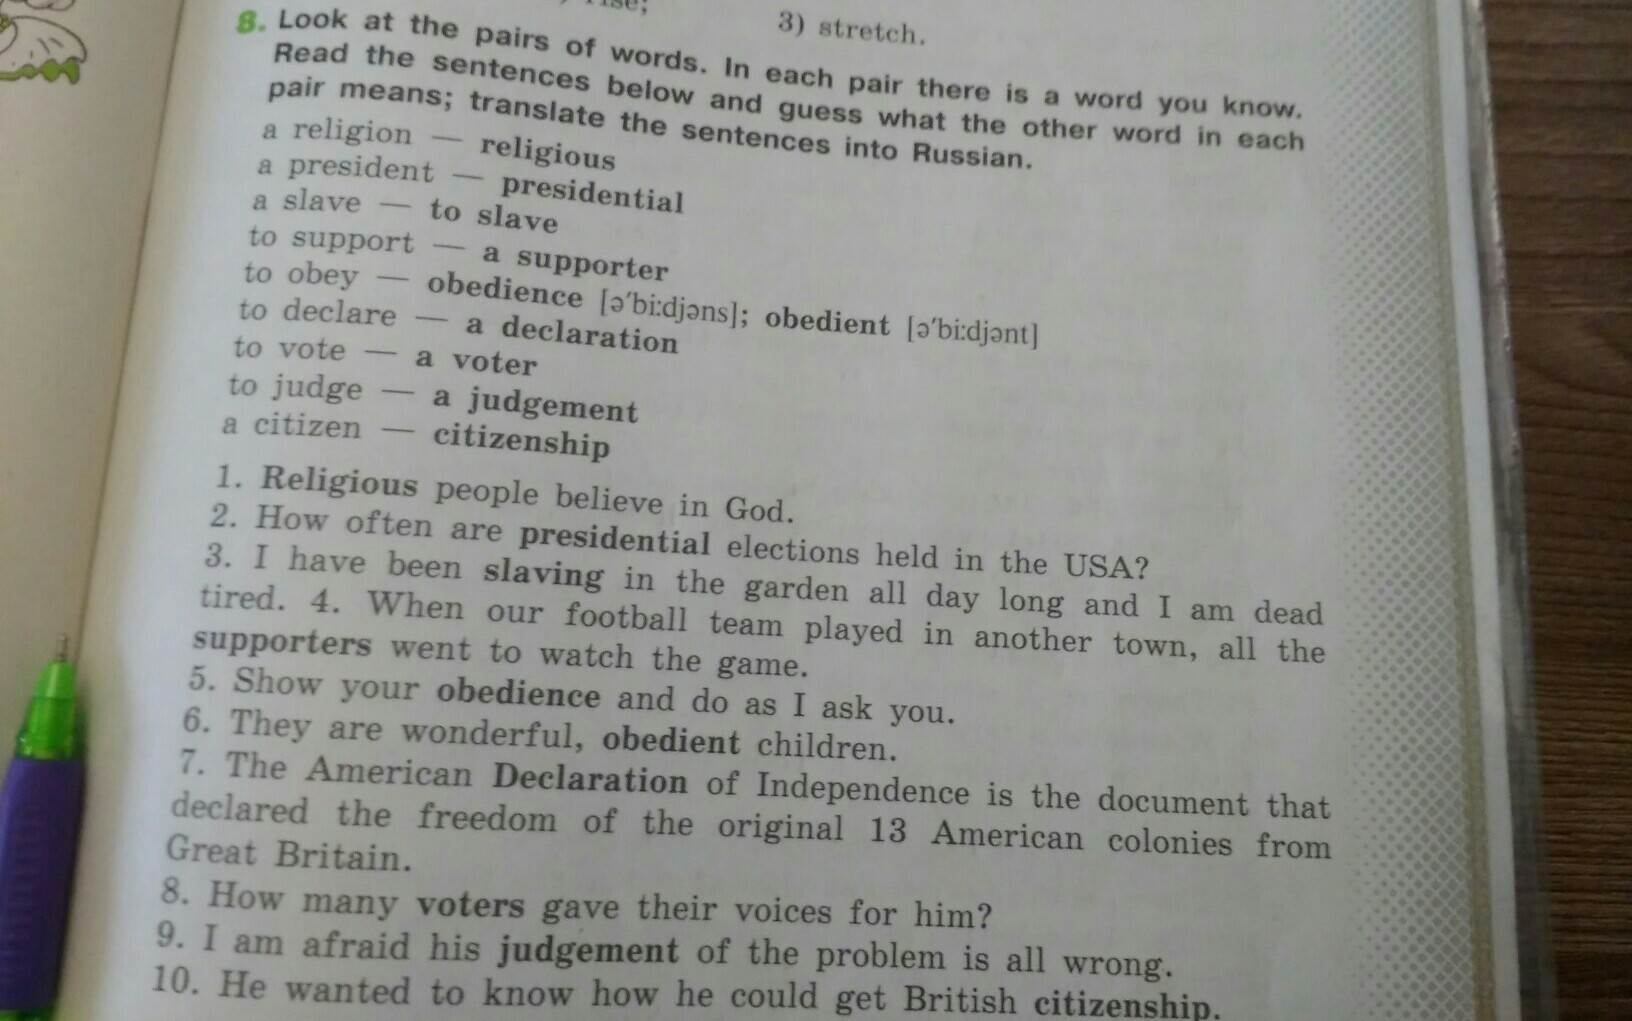 3) stretch.
8. Look at the pairs of words. In each pair there is a word you know.
Read the sentences below and guess what the other word in each
pair means; translate the sentences into Russian.
a religion — religious
a president — presidential
a slave — to slave
to support — a supporter
to obey — obedience [əʹbiːdjəns]; obedient [əʹbiːdjənt]
to declare — a declaration
to vote — a voter
to judge — a judgement
a citizen — citizenship
1. Religious people believe in God.
2. How often are presidential elections held in the USA?
3. I have been slaving in the garden all day long and I am dead
tired. 4. When our football team played in another town, all the
supporters went to watch the game.
5. Show your obedience and do as I ask you.
6. They are wonderful, obedient children.
7. The American Declaration of Independence is the document that
declared the freedom of the original 13 American colonies from
Great Britain.
8. How many voters gave their voices for him?
9. I am afraid his judgement of the problem is all wrong.
10. He wanted to know how he could get British citizenship.